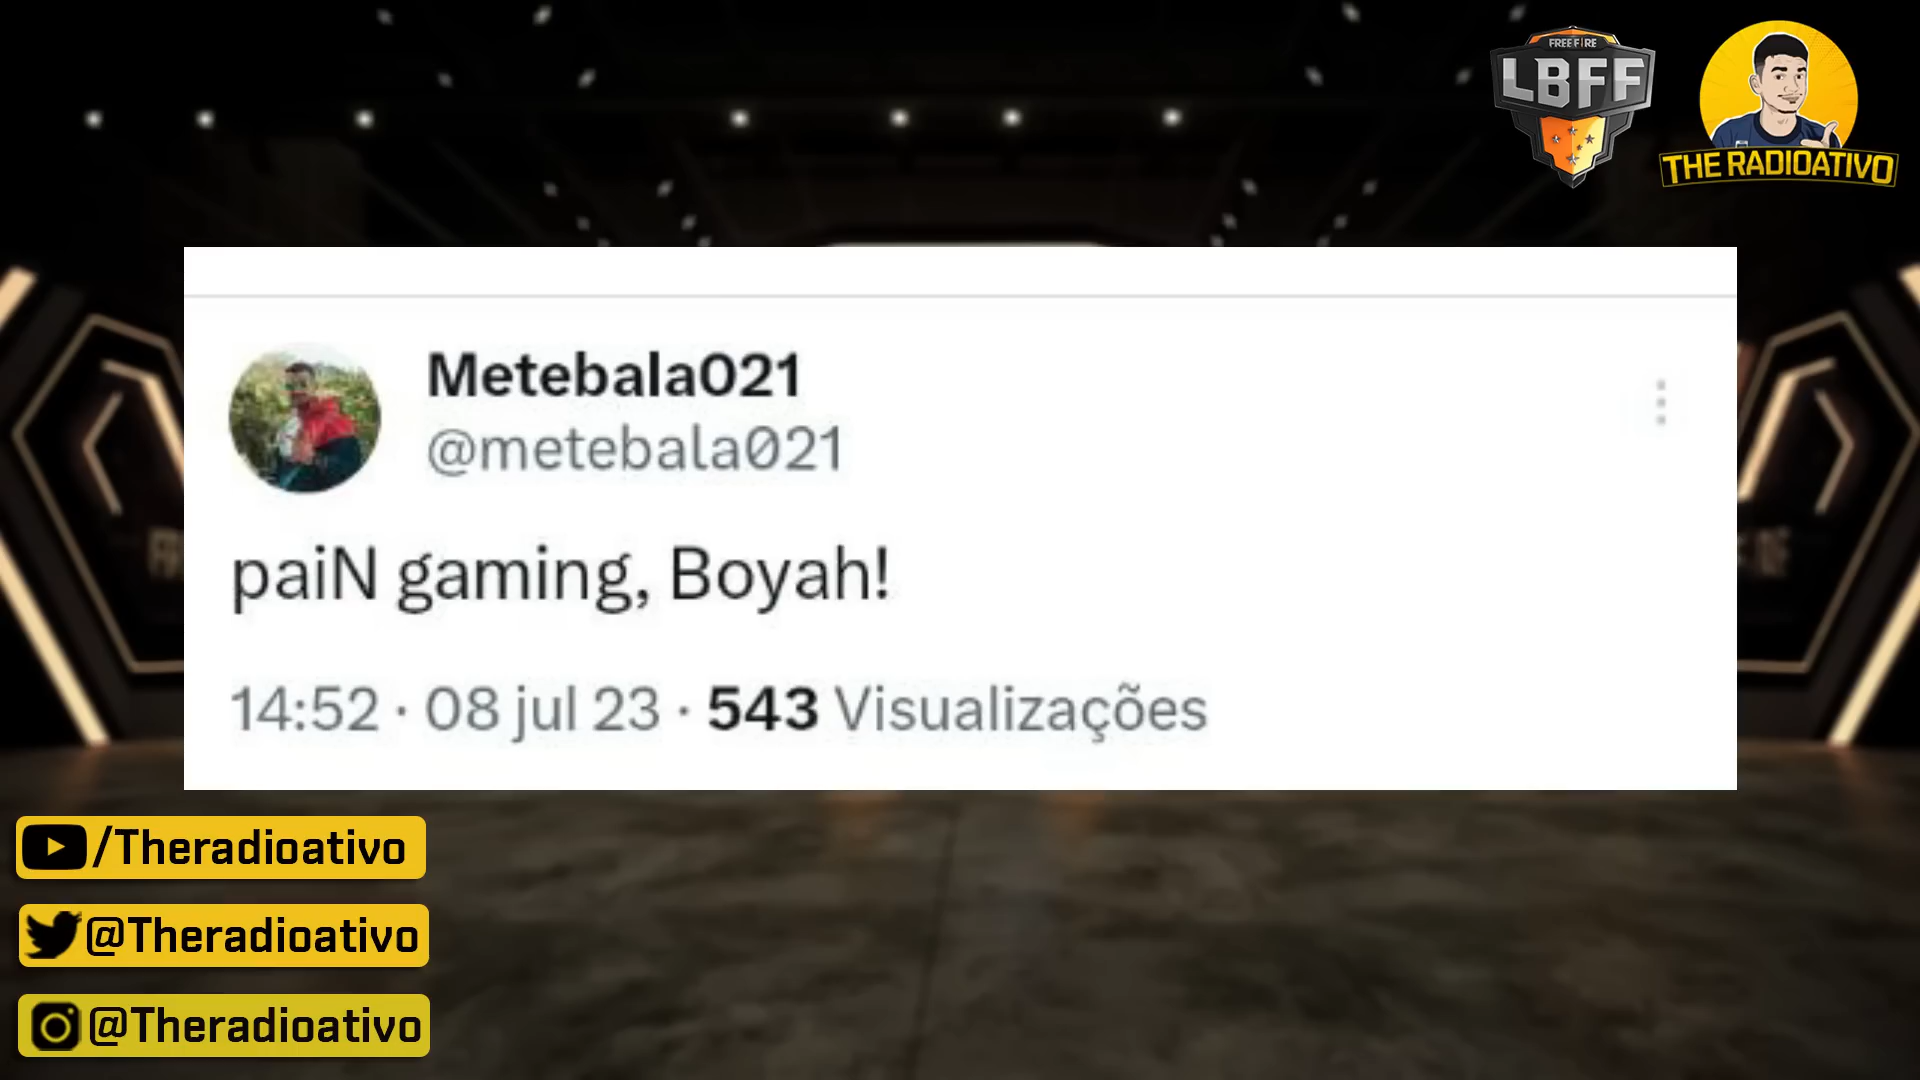 FREE FIRE
LBFF
THE RADIOATIVO
Metebala021
@metebala021
paiN gaming, Boyah!
14:52 · 08 jul 23 · 543 Visualizações
/Theradioativo
@Theradioativo
@Theradioativo